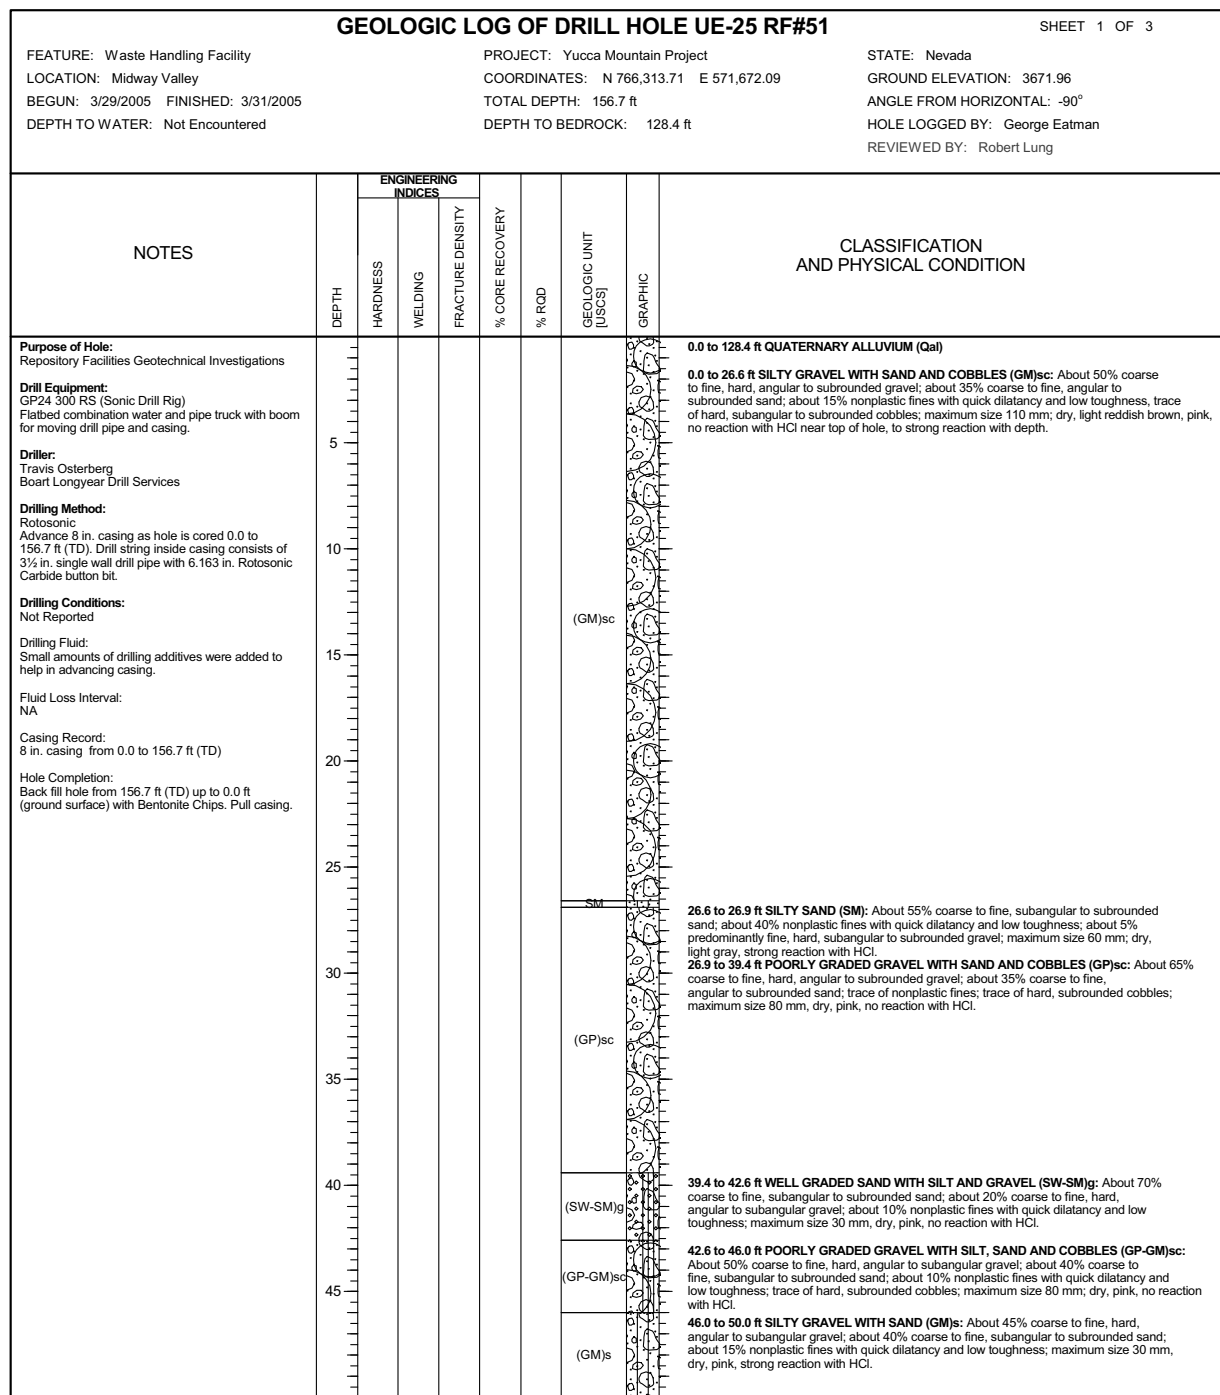 GEOLOGIC LOG OF DRILL HOLE UE-25 RF#51
SHEET 1 OF 3
FEATURE: Waste Handling Facility
PROJECT: Yucca Mountain Project
STATE: Nevada
LOCATION: Midway Valley
COORDINATES: N 766,313.71 E 571,672.09
GROUND ELEVATION: 3671.96
BEGUN: 3/29/2005 FINISHED: 3/31/2005
TOTAL DEPTH: 156.7 ft
ANGLE FROM HORIZONTAL: -90°
DEPTH TO WATER: Not Encountered
DEPTH TO BEDROCK: 128.4 ft
HOLE LOGGED BY: George Eatman
REVIEWED BY: Robert Lung
NOTES
DEPTH
ENGINEERING
INDICES
HARDNESS
WELDING
FRACTURE DENSITY
% CORE RECOVERY
% RQD
GEOLOGIC UNIT
[USCS]
GRAPHIC
CLASSIFICATION
AND PHYSICAL CONDITION
Purpose of Hole:
Repository Facilities Geotechnical Investigations
Drill Equipment:
GP24 300 RS (Sonic Drill Rig)
Flatbed combination water and pipe truck with boom
for moving drill pipe and casing.
Driller:
Travis Osterberg
Boart Longyear Drill Services
Drilling Method:
Rotosonic
Advance 8 in. casing as hole is cored 0.0 to
156.7 ft (TD). Drill string inside casing consists of
3½ in. single wall drill pipe with 6.163 in. Rotosonic
Carbide button bit.
Drilling Conditions:
Not Reported
Drilling Fluid:
Small amounts of drilling additives were added to
help in advancing casing.
Fluid Loss Interval:
NA
Casing Record:
8 in. casing from 0.0 to 156.7 ft (TD)
Hole Completion:
Back fill hole from 156.7 ft (TD) up to 0.0 ft
(ground surface) with Bentonite Chips. Pull casing.
5
10
15
20
25
30
35
40
45
(GM)sc
SM
(GP)sc
(SW-SM)g
(GP-GM)sc
(GM)s
0.0 to 128.4 ft QUATERNARY ALLUVIUM (Qal)
0.0 to 26.6 ft SILTY GRAVEL WITH SAND AND COBBLES (GM)sc: About 50% coarse
to fine, hard, angular to subrounded gravel; about 35% coarse to fine, angular to
subrounded sand; about 15% nonplastic fines with quick dilatancy and low toughness, trace
of hard, subangular to subrounded cobbles; maximum size 110 mm; dry, light reddish brown, pink,
no reaction with HCl near top of hole, to strong reaction with depth.
26.6 to 26.9 ft SILTY SAND (SM): About 55% coarse to fine, subangular to subrounded
sand; about 40% nonplastic fines with quick dilatancy and low toughness; about 5%
predominantly fine, hard, subangular to subrounded gravel; maximum size 60 mm; dry,
light gray, strong reaction with HCl.
26.9 to 39.4 ft POORLY GRADED GRAVEL WITH SAND AND COBBLES (GP)sc: About 65%
coarse to fine, hard, angular to subrounded gravel; about 35% coarse to fine,
angular to subrounded sand; trace of nonplastic fines; trace of hard, subrounded cobbles;
maximum size 80 mm, dry, pink, no reaction with HCl.
39.4 to 42.6 ft WELL GRADED SAND WITH SILT AND GRAVEL (SW-SM)g: About 70%
coarse to fine, subangular to subrounded sand; about 20% coarse to fine, hard,
angular to subangular gravel; about 10% nonplastic fines with quick dilatancy and low
toughness; maximum size 30 mm, dry, pink, no reaction with HCl.
42.6 to 46.0 ft POORLY GRADED GRAVEL WITH SILT, SAND AND COBBLES (GP-GM)sc:
About 50% coarse to fine, hard, angular to subangular gravel; about 40% coarse to
fine, subangular to subrounded sand; about 10% nonplastic fines with quick dilatancy and
low toughness; trace of hard, subrounded cobbles; maximum size 80 mm; dry, pink, no reaction
with HCl.
46.0 to 50.0 ft SILTY GRAVEL WITH SAND (GM)s: About 45% coarse to fine, hard,
angular to subangular gravel; about 40% coarse to fine, subangular to subrounded sand;
about 15% nonplastic fines with quick dilatancy and low toughness; maximum size 30 mm,
dry, pink, strong reaction with HCl.